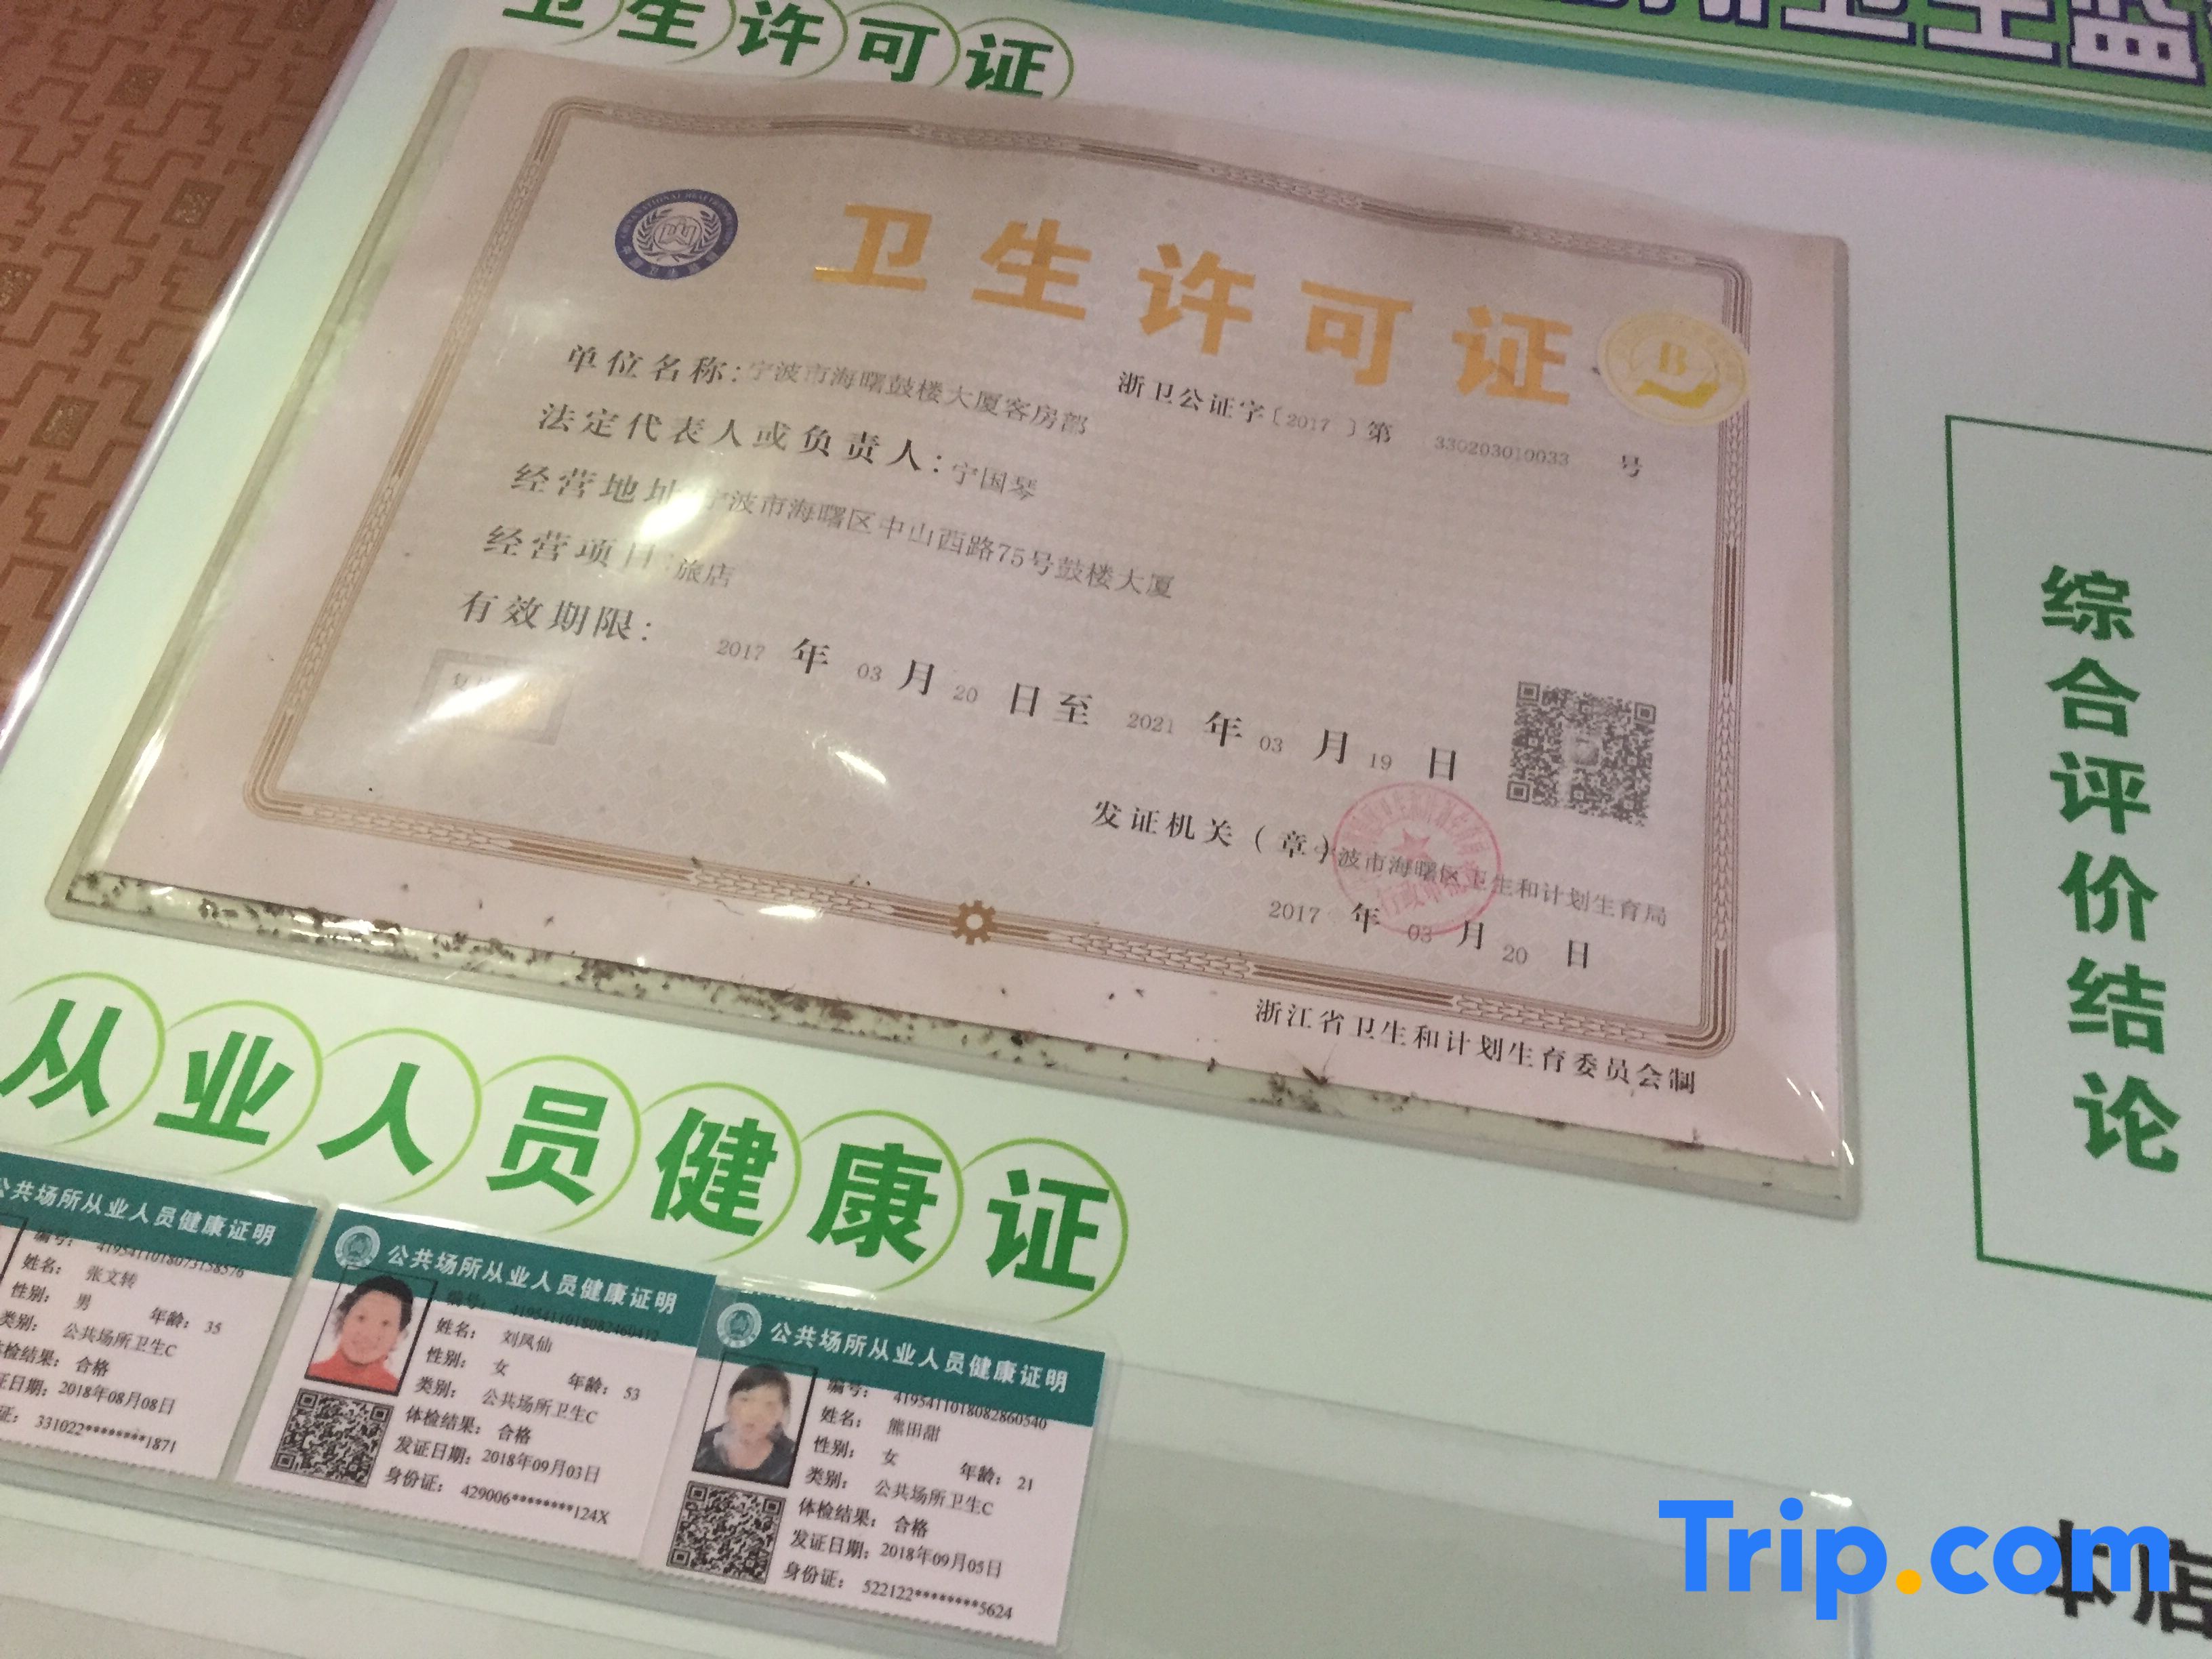 卫生许可证
卫生监
卫生许可证
B
单位名称：宁波市海曙鼓楼大厦客房部
浙卫公证字〔2017〕第 330203010033 号
法定代表人或负责人：宁国琴
经营地址 宁波市海曙区中山西路75号鼓楼大厦
经营项目：旅店
有效期限： 2017 年 03 月 20 日至 2021 年 03 月 19 日
发证机关（章）宁波市海曙区卫生和计划生育局
2017 年 03 月 20 日
浙江省卫生和计划生育委员会制
综合评价结论
从业人员健康证
公共场所从业人员健康证明
编号： 4195411018073158576
姓名： 张文转
性别： 男 年龄： 35
类别： 公共场所卫生C
体检结果： 合格
证日期： 2018年08月08日
证： 331022********1871
公共场所从业人员健康证明
编号： 4195411018082460412
姓名： 刘凤仙
性别： 女 年龄： 53
类别： 公共场所卫生C
体检结果： 合格
发证日期： 2018年09月03日
身份证： 429006********124X
公共场所从业人员健康证明
编号： 4195411018082860540
姓名： 熊田甜
性别： 女 年龄： 21
类别： 公共场所卫生C
体检结果： 合格
发证日期： 2018年09月05日
身份证： 522122********5624
本店
Trip.com